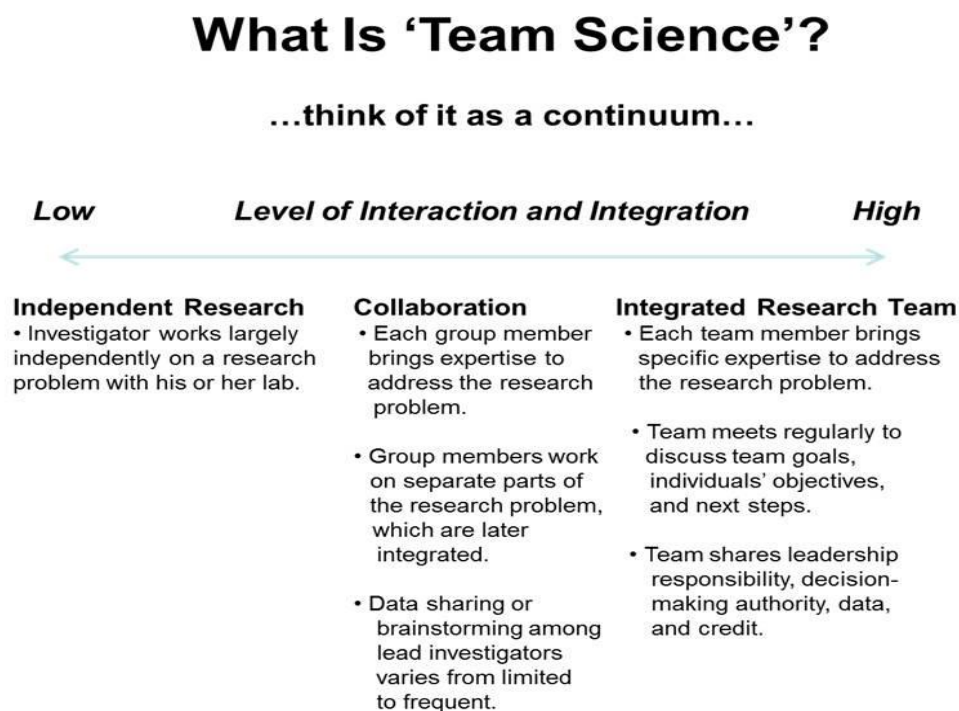 What Is ‘Team Science’?
…think of it as a continuum…
Low Level of Interaction and Integration High
Independent Research
• Investigator works largely
independently on a research
problem with his or her lab.
Collaboration
• Each group member
brings expertise to
address the research
problem.
• Group members work
on separate parts of
the research problem,
which are later
integrated.
• Data sharing or
brainstorming among
lead investigators
varies from limited
to frequent.
Integrated Research Team
• Each team member brings
specific expertise to address
the research problem.
• Team meets regularly to
discuss team goals,
individuals’ objectives,
and next steps.
• Team shares leadership
responsibility, decision-
making authority, data,
and credit.